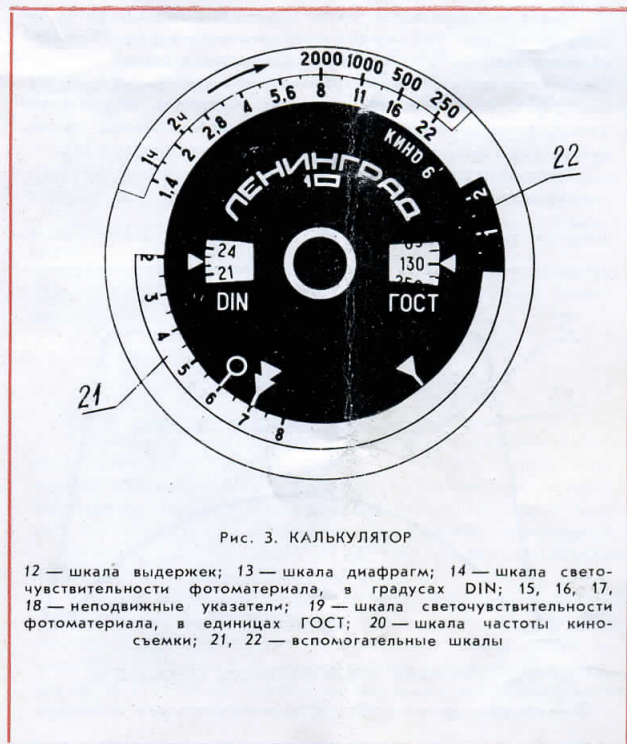 2000 1000 500 250
1ч 2ч
1.4 2 2,8 4 5,6 8 11 16 22
КИНО 6
22
2 1
ЛЕНИНГРАД
10
24
21
DIN
130
ГОСТ
2 3 4 5 6 7 8
21
Рис. 3. КАЛЬКУЛЯТОР
12 — шкала выдержек; 13 — шкала диафрагм; 14 — шкала свето-
чувствительности фотоматериала, в градусах DIN; 15, 16, 17,
18 — неподвижные указатели; 19 — шкала светочувствительности
фотоматериала, в единицах ГОСТ; 20 — шкала частоты кино-
съемки; 21, 22 — вспомогательные шкалы